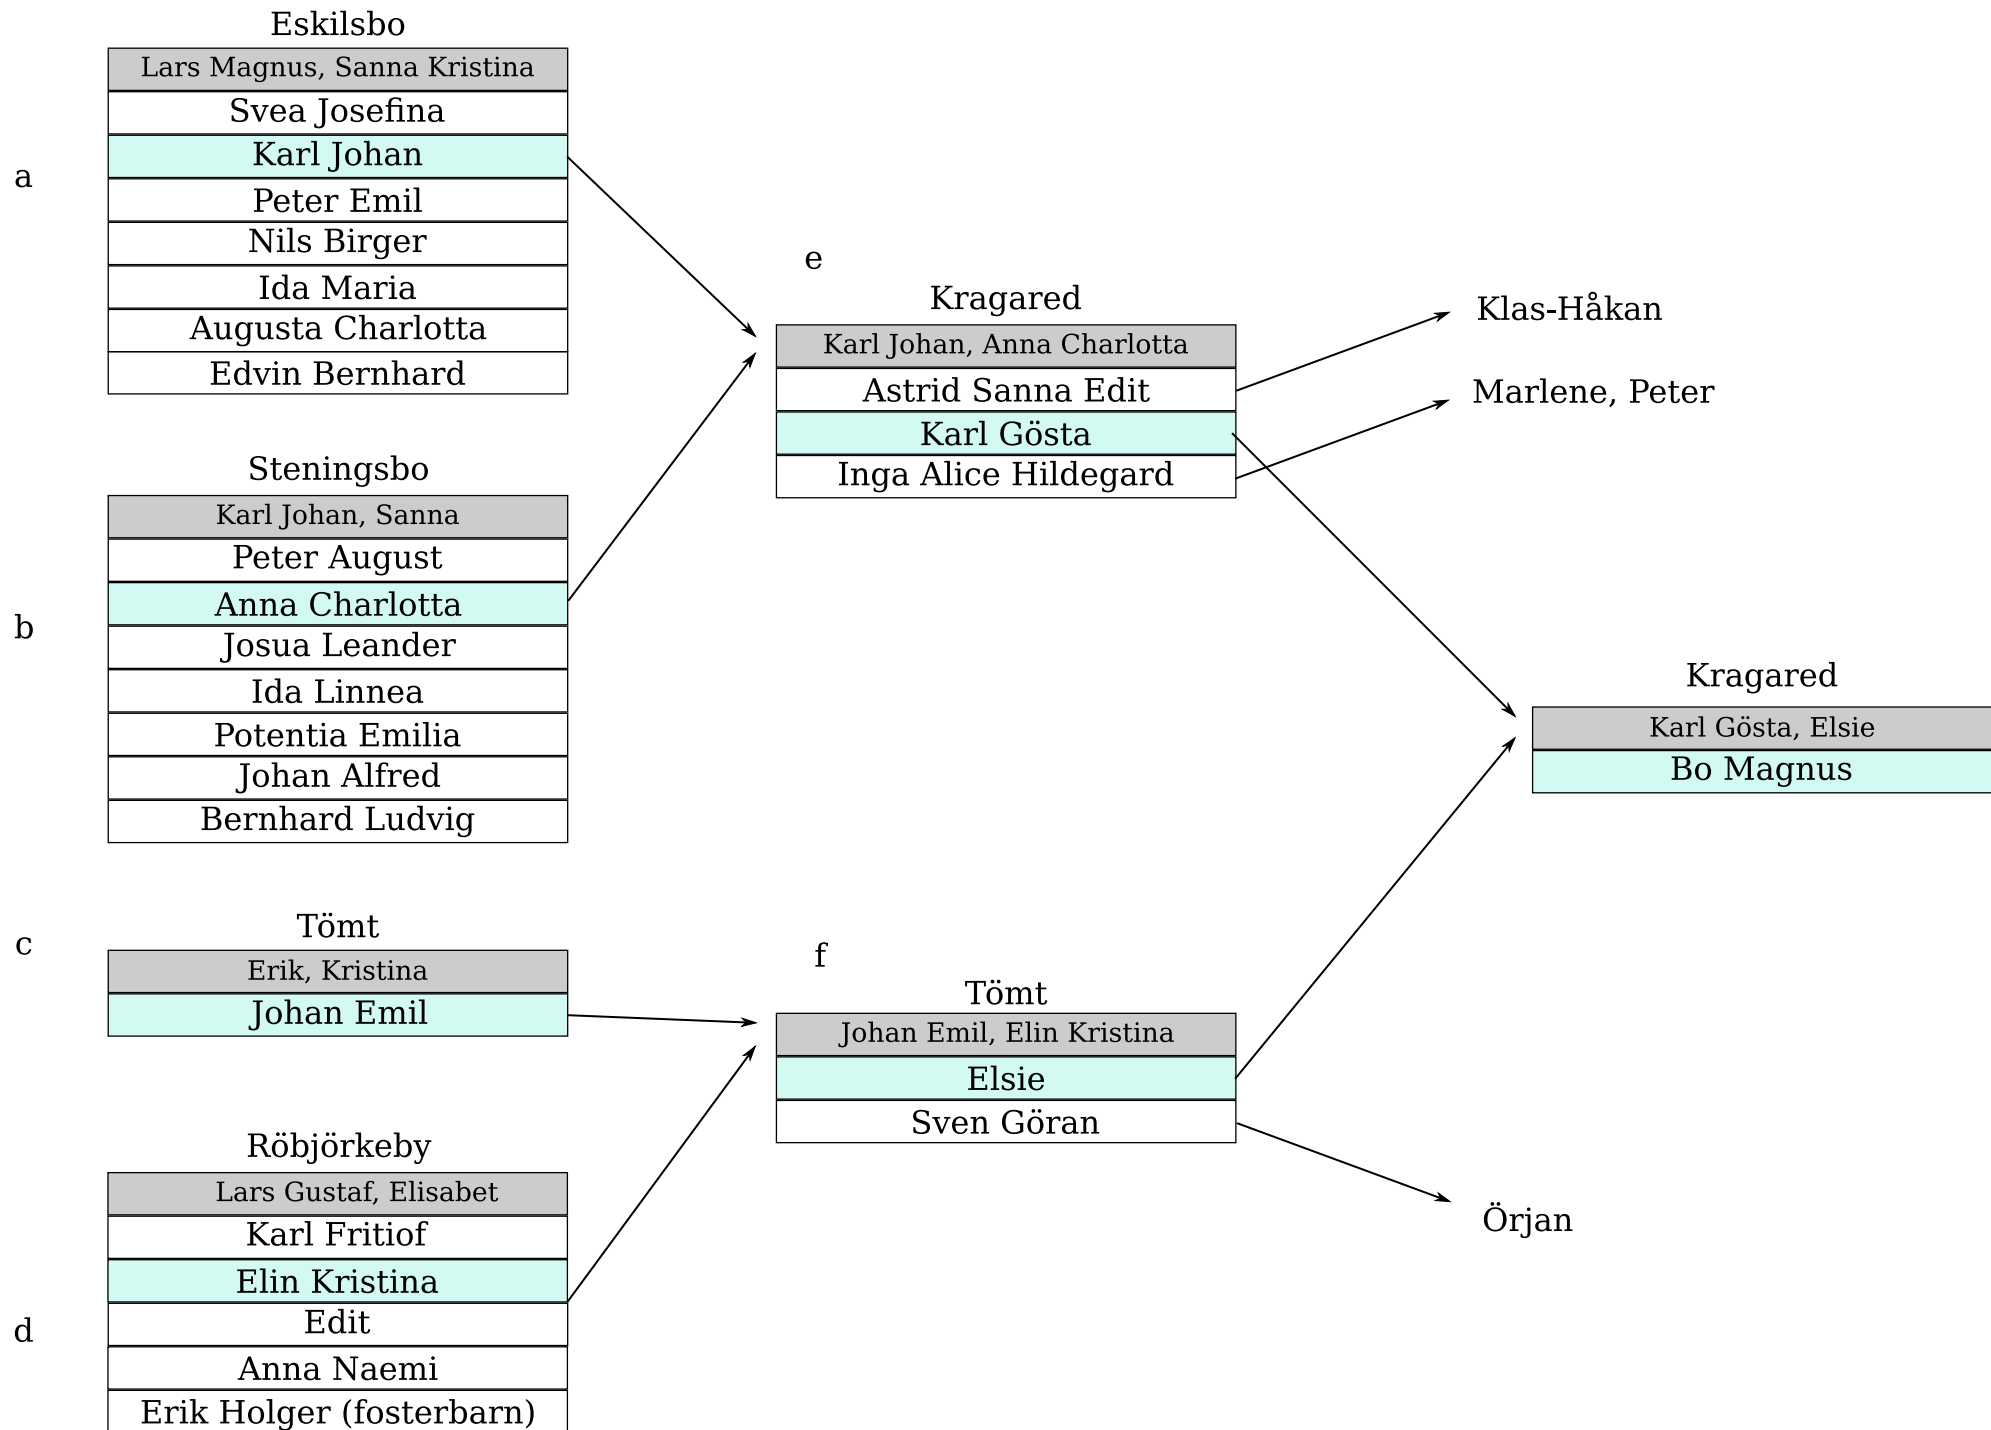 a
Eskilsbo
Lars Magnus, Sanna Kristina
Svea Josefina
Karl Johan
Peter Emil
Nils Birger
Ida Maria
Augusta Charlotta
Edvin Bernhard
b
Steningsbo
Karl Johan, Sanna
Peter August
Anna Charlotta
Josua Leander
Ida Linnea
Potentia Emilia
Johan Alfred
Bernhard Ludvig
c
Tömt
Erik, Kristina
Johan Emil
d
Röbjörkeby
Lars Gustaf, Elisabet
Karl Fritiof
Elin Kristina
Edit
Anna Naemi
Erik Holger (fosterbarn)
e
Kragared
Karl Johan, Anna Charlotta
Astrid Sanna Edit
Karl Gösta
Inga Alice Hildegard
f
Tömt
Johan Emil, Elin Kristina
Elsie
Sven Göran
Klas-Håkan
Marlene, Peter
Kragared
Karl Gösta, Elsie
Bo Magnus
Örjan